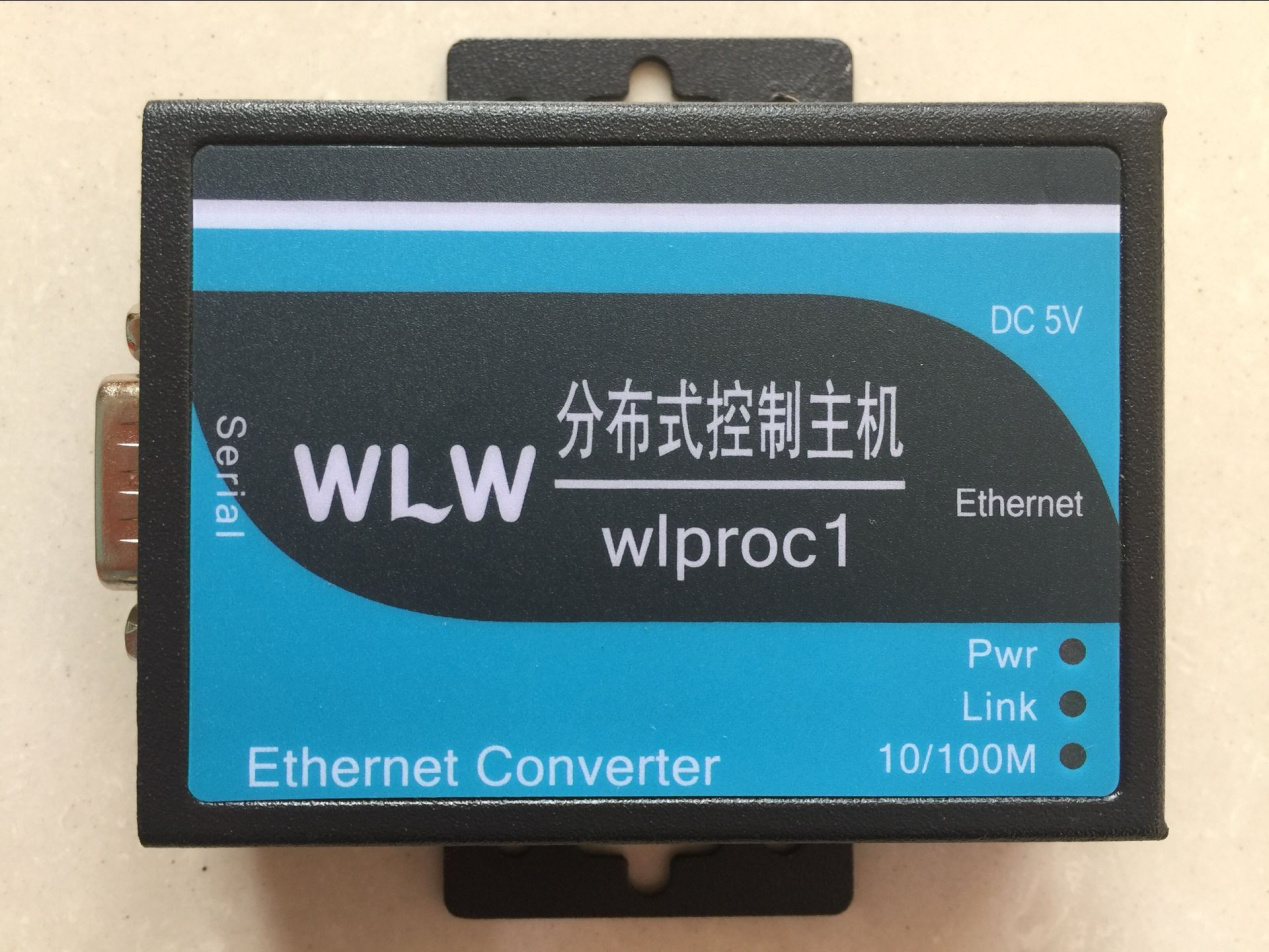 DC 5V
分布式控制主机
WLW
wlproc1
Serial
Ethernet
Pwr
Link
10/100M
Ethernet Converter